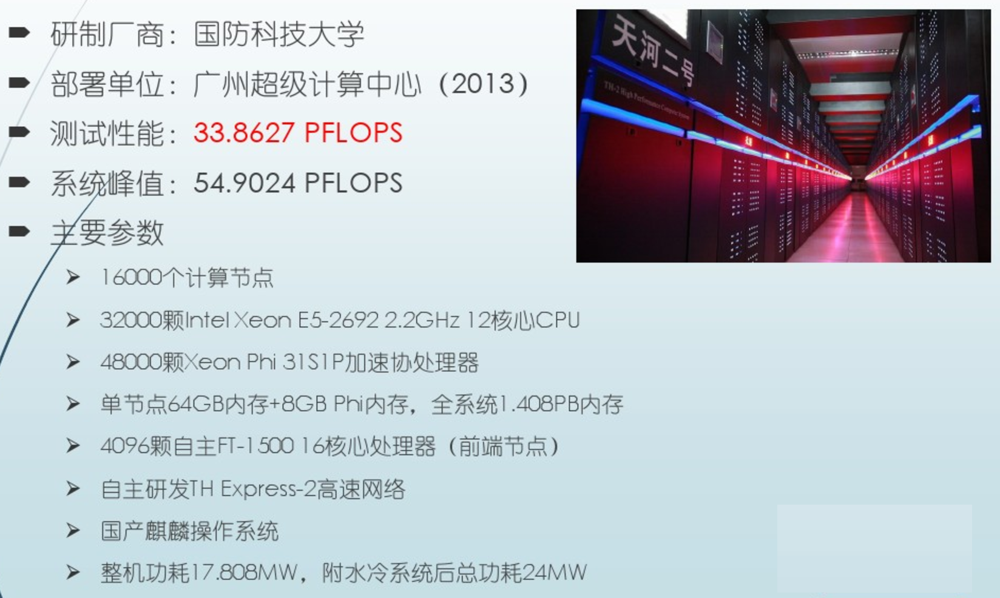 研制厂商：国防科技大学
部署单位：广州超级计算中心（2013）
测试性能：33.8627 PFLOPS
系统峰值：54.9024 PFLOPS
主要参数
16000个计算节点
32000颗Intel Xeon E5-2692 2.2GHz 12核心CPU
48000颗Xeon Phi 31S1P加速协处理器
单节点64GB内存+8GB Phi内存，全系统1.408PB内存
4096颗自主FT-1500 16核心处理器（前端节点）
自主研发TH Express-2高速网络
国产麒麟操作系统
整机功耗17.808MW，附水冷系统后总功耗24MW
天河二号
TH-2 High Performance Computer System